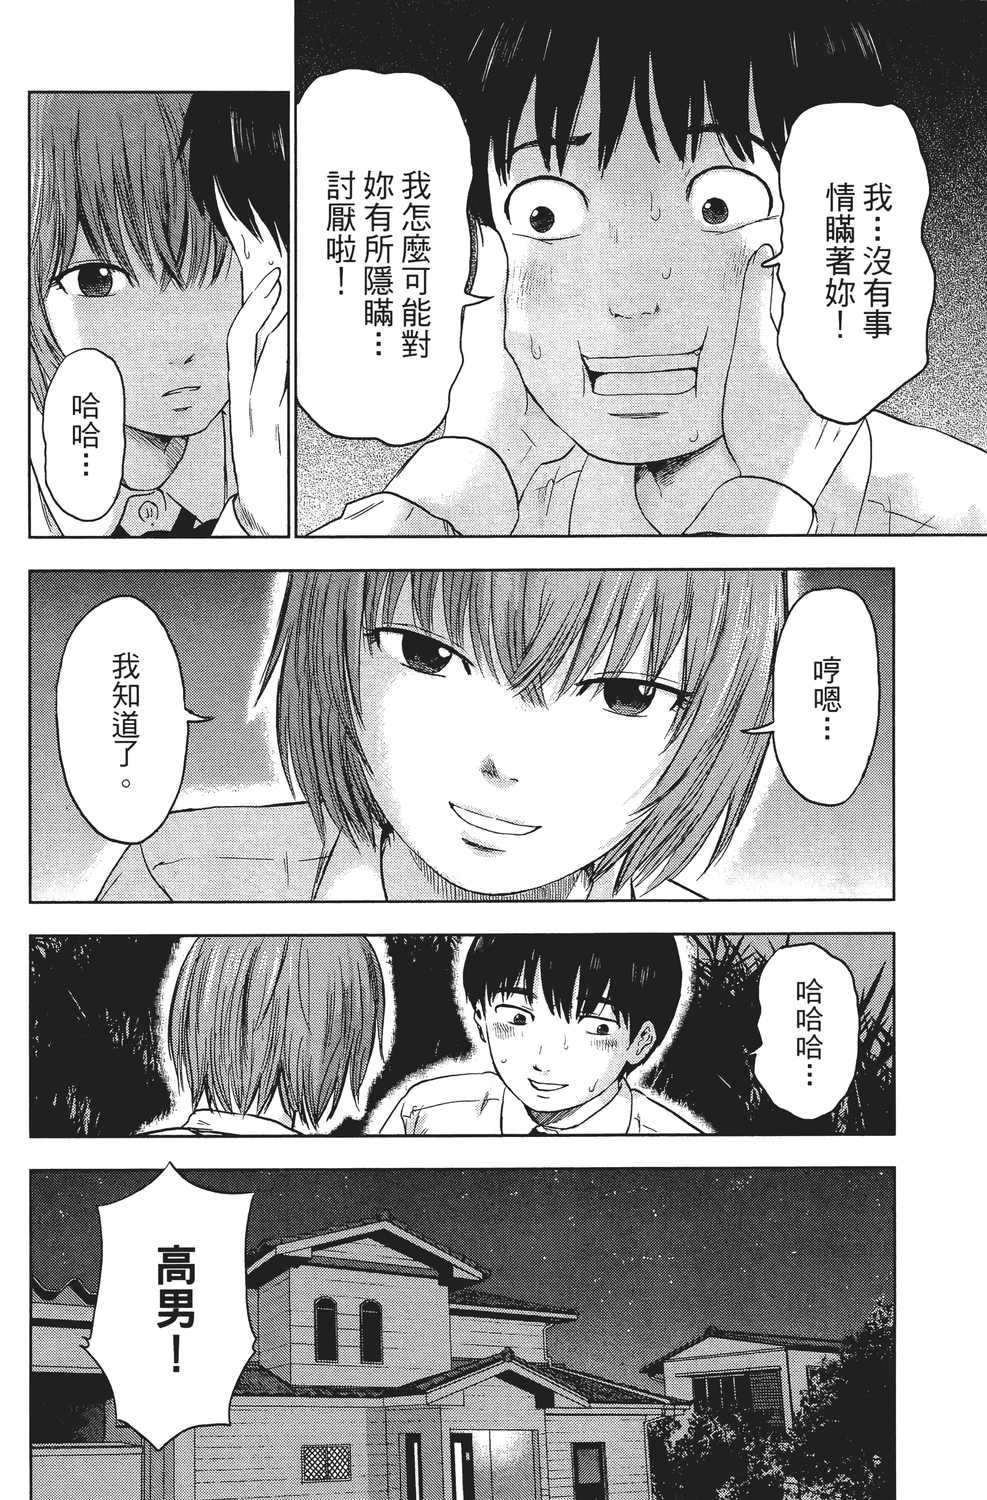 我…沒有事
情瞞著妳！
我怎麼可能對
妳有所隱瞞…
討厭啦！
哈哈…
哼嗯…
我知道了。
哈哈哈…
高男！